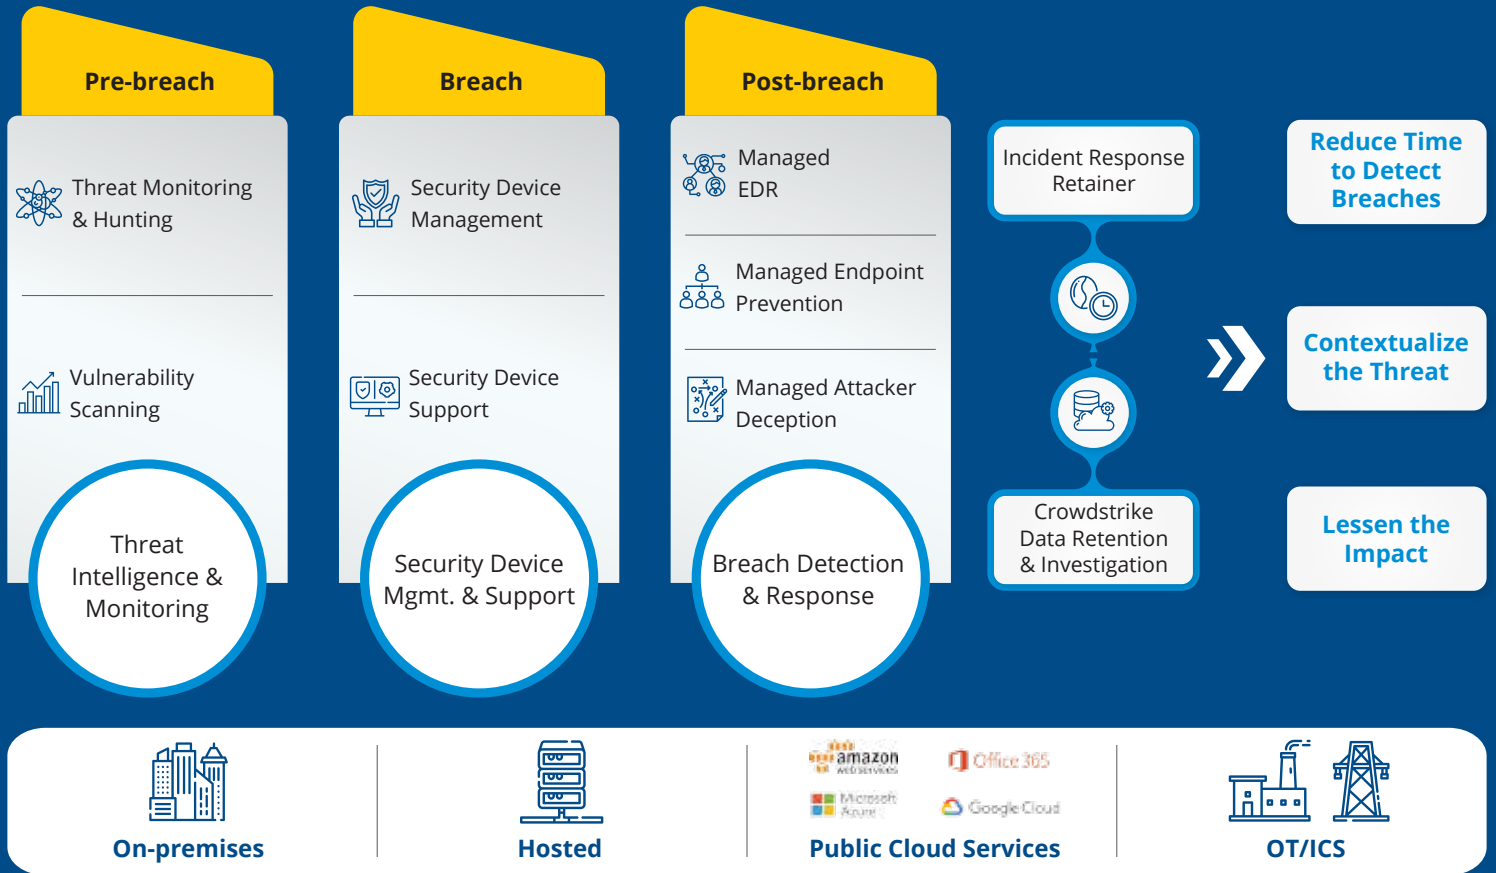 Pre-breach
Threat Monitoring
& Hunting
Vulnerability
Scanning
Threat
Intelligence &
Monitoring
Breach
Security Device
Management
Security Device
Support
Security Device
Mgmt. & Support
Post-breach
Managed
EDR
Managed Endpoint
Prevention
Managed Attacker
Deception
Breach Detection
& Response
Incident Response
Retainer
Crowdstrike
Data Retention
& Investigation
Reduce Time
to Detect
Breaches
Contextualize
the Threat
Lessen the
Impact
On-premises
Hosted
amazon
web services
Office 365
Microsoft
Azure
Google Cloud
Public Cloud Services
OT/ICS